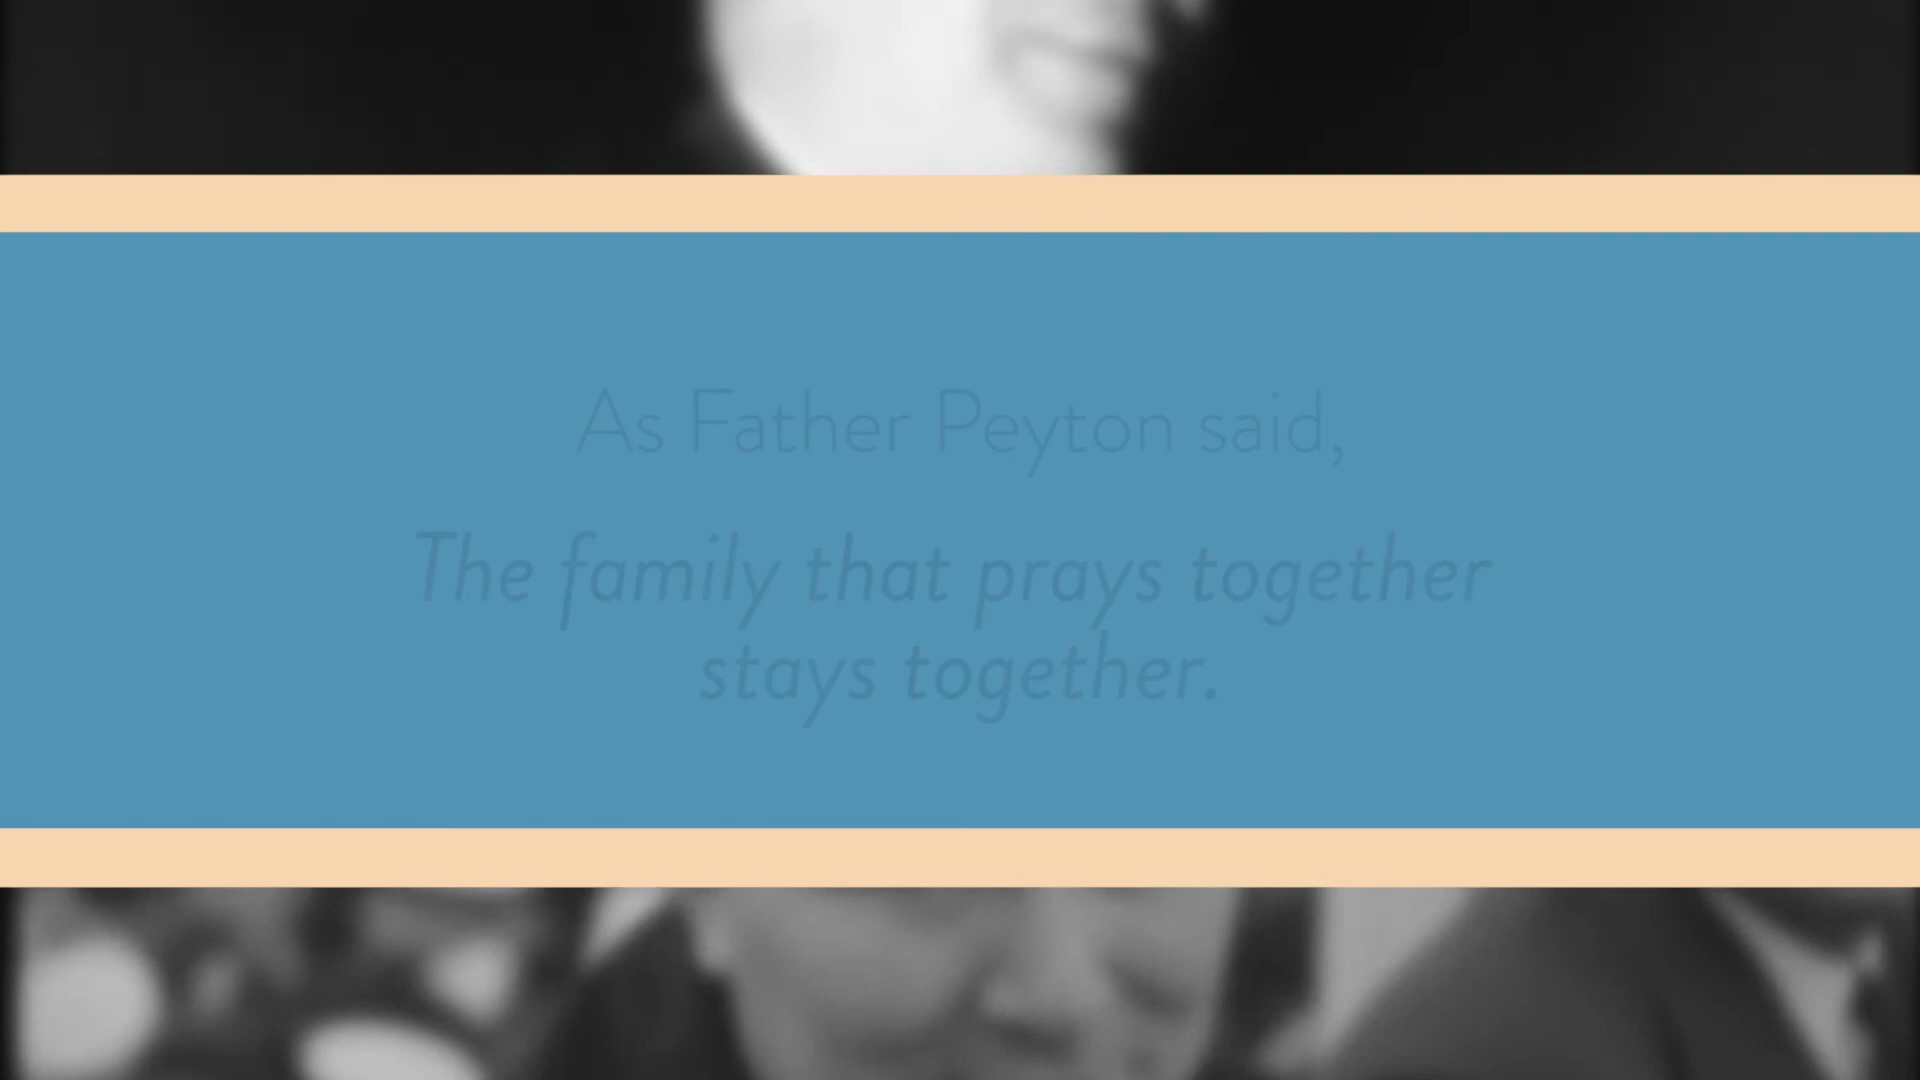 As Father Peyton said,
The family that prays together
stays together.